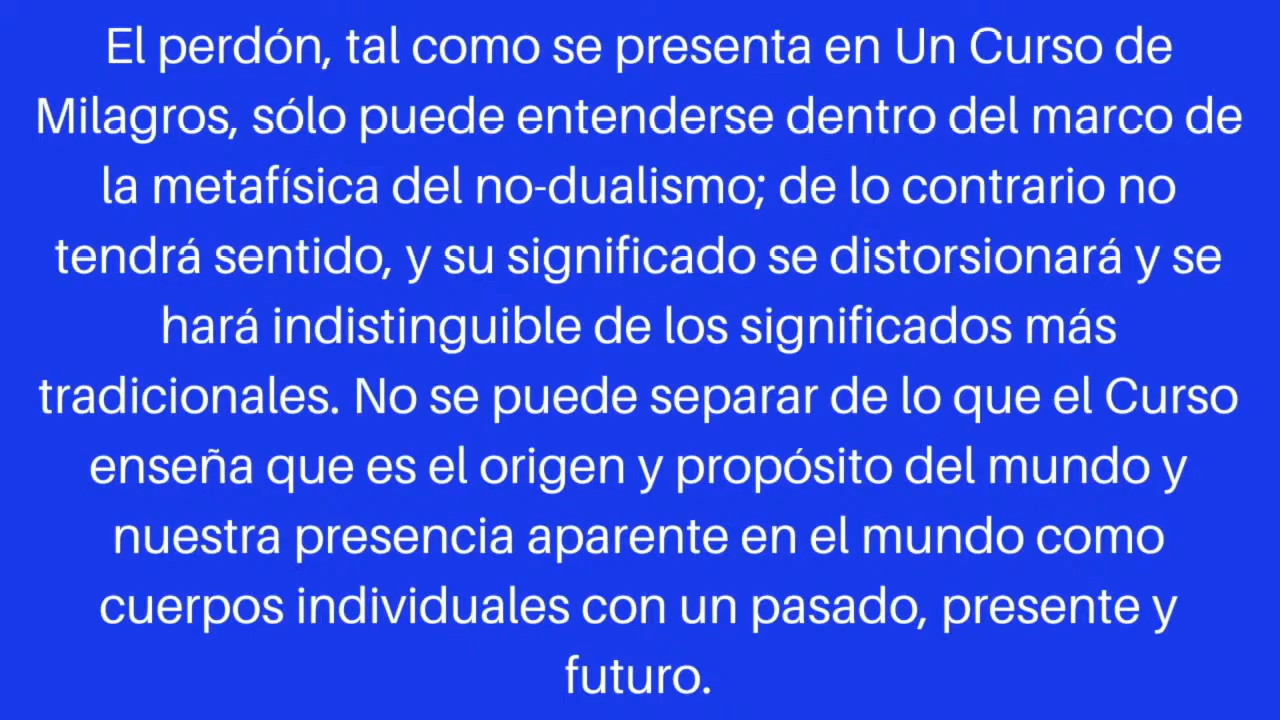 El perdón, tal como se presenta en Un Curso de
Milagros, sólo puede entenderse dentro del marco de
la metafísica del no-dualismo; de lo contrario no
tendrá sentido, y su significado se distorsionará y se
hará indistinguible de los significados más
tradicionales. No se puede separar de lo que el Curso
enseña que es el origen y propósito del mundo y
nuestra presencia aparente en el mundo como
cuerpos individuales con un pasado, presente y
futuro.